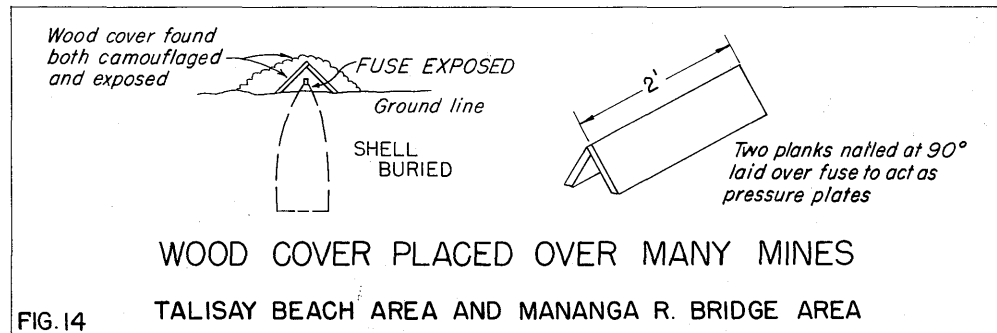 Wood cover found
both camouflaged
and exposed
FUSE EXPOSED
Ground line
SHELL
BURIED
2'
Two planks nailed at 90°
laid over fuse to act as
pressure plates
WOOD COVER PLACED OVER MANY MINES
TALISAY BEACH AREA AND MANANGA R. BRIDGE AREA
FIG. 14